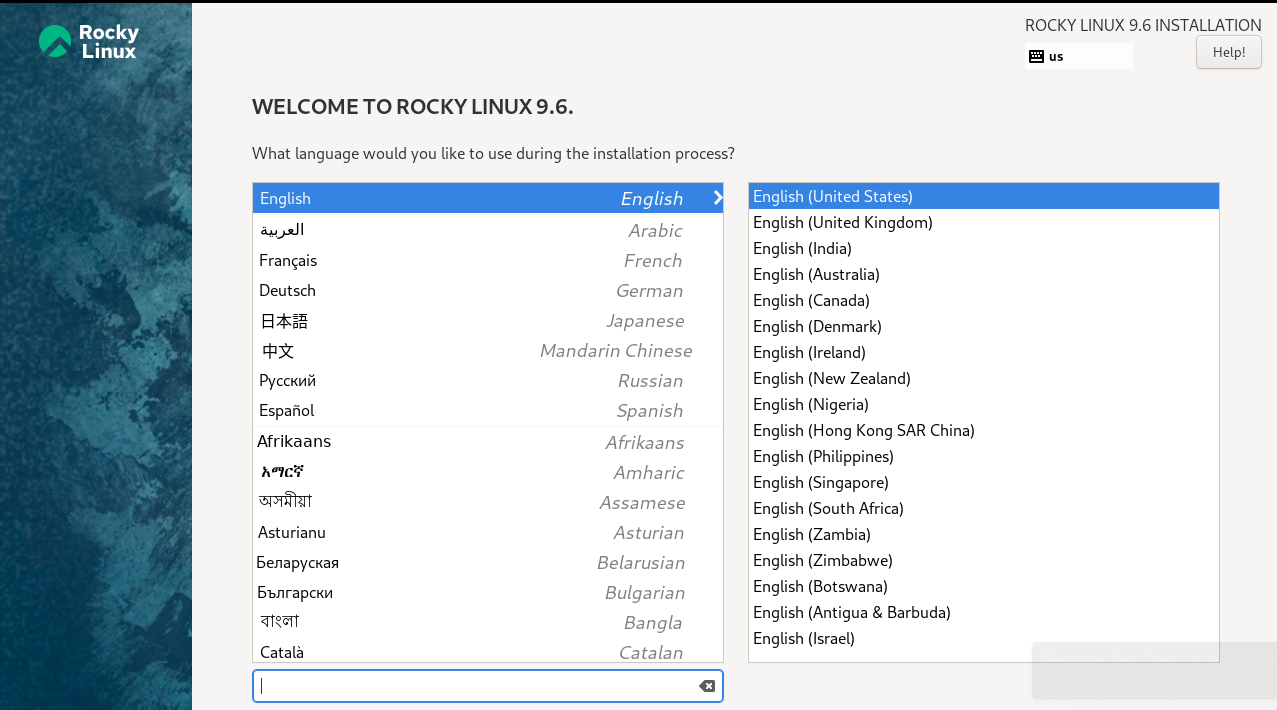 Rocky
Linux
ROCKY LINUX 9.6 INSTALLATION
us
Help!
WELCOME TO ROCKY LINUX 9.6.
What language would you like to use during the installation process?
English English
العربية Arabic
Français French
Deutsch German
日本語 Japanese
中文 Mandarin Chinese
Русский Russian
Español Spanish
Afrikaans Afrikaans
አማርኛ Amharic
অসমীয়া Assamese
Asturianu Asturian
Беларуская Belarusian
Български Bulgarian
বাংলা Bangla
Català Catalan
English (United States)
English (United Kingdom)
English (India)
English (Australia)
English (Canada)
English (Denmark)
English (Ireland)
English (New Zealand)
English (Nigeria)
English (Hong Kong SAR China)
English (Philippines)
English (Singapore)
English (South Africa)
English (Zambia)
English (Zimbabwe)
English (Botswana)
English (Antigua & Barbuda)
English (Israel)